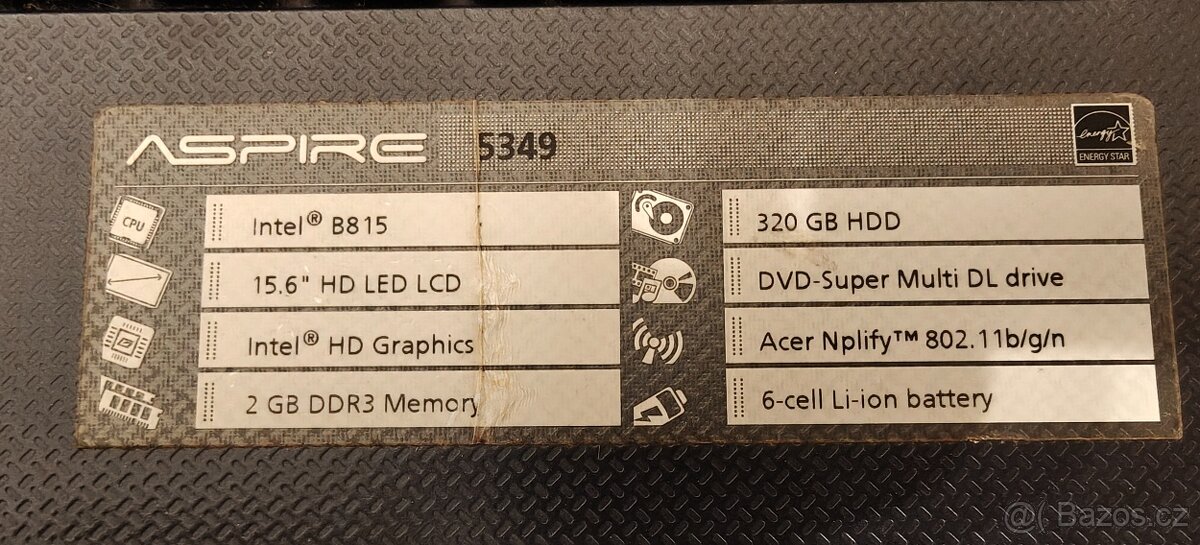 ASPIRE 5349
energy
ENERGY STAR
CPU
Intel® B815
15.6" HD LED LCD
Intel® HD Graphics
2 GB DDR3 Memory
320 GB HDD
DVD-Super Multi DL drive
Acer Nplify™ 802.11b/g/n
6-cell Li-ion battery
@( Bazos.cz